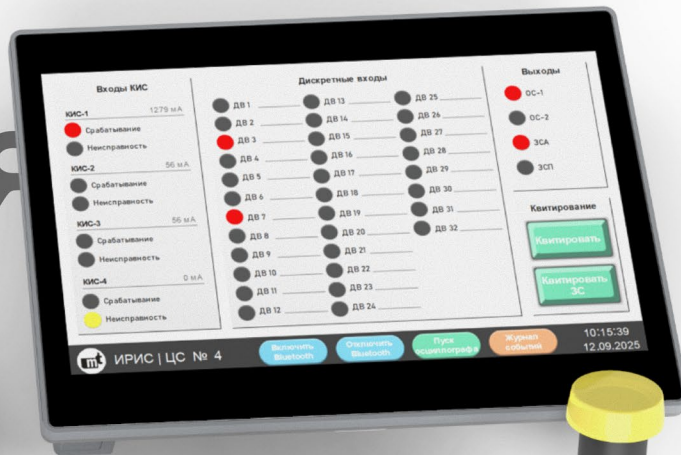 Входы КИС
КИС-1 1279 мА
Срабатывание
Неисправность
КИС-2 56 мА
Срабатывание
Неисправность
КИС-3 56 мА
Срабатывание
Неисправность
КИС-4 0 мА
Срабатывание
Неисправность
Дискретные входы
ДВ 1
ДВ 2
ДВ 3
ДВ 4
ДВ 5
ДВ 6
ДВ 7
ДВ 8
ДВ 9
ДВ 10
ДВ 11
ДВ 12
ДВ 13
ДВ 14
ДВ 15
ДВ 16
ДВ 17
ДВ 18
ДВ 19
ДВ 20
ДВ 21
ДВ 22
ДВ 23
ДВ 24
ДВ 25
ДВ 26
ДВ 27
ДВ 28
ДВ 29
ДВ 30
ДВ 31
ДВ 32
Выходы
ОС-1
ОС-2
ЗСА
ЗСП
Квитирование
Квитировать
Квитировать
ЗС
mt ИРИС | ЦС № 4
Включить
Bluetooth
Отключить
Bluetooth
Пуск
осциллографа
Журнал
событий
10:15:39
12.09.2025